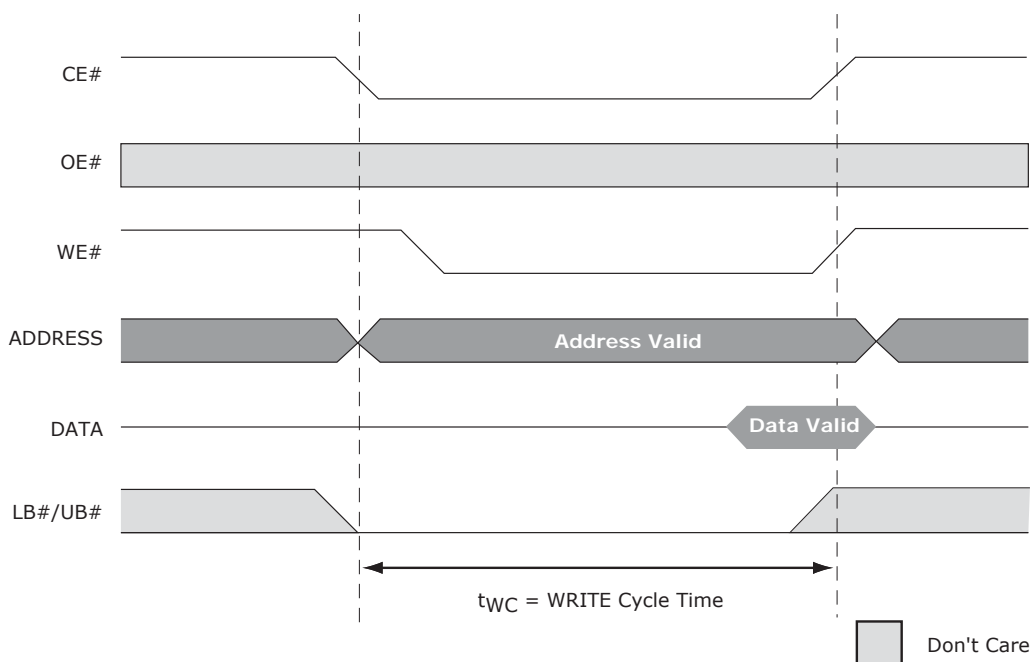 CE#
OE#
WE#
ADDRESS
Address Valid
DATA
Data Valid
LB#/UB#
tWC = WRITE Cycle Time
Don't Care